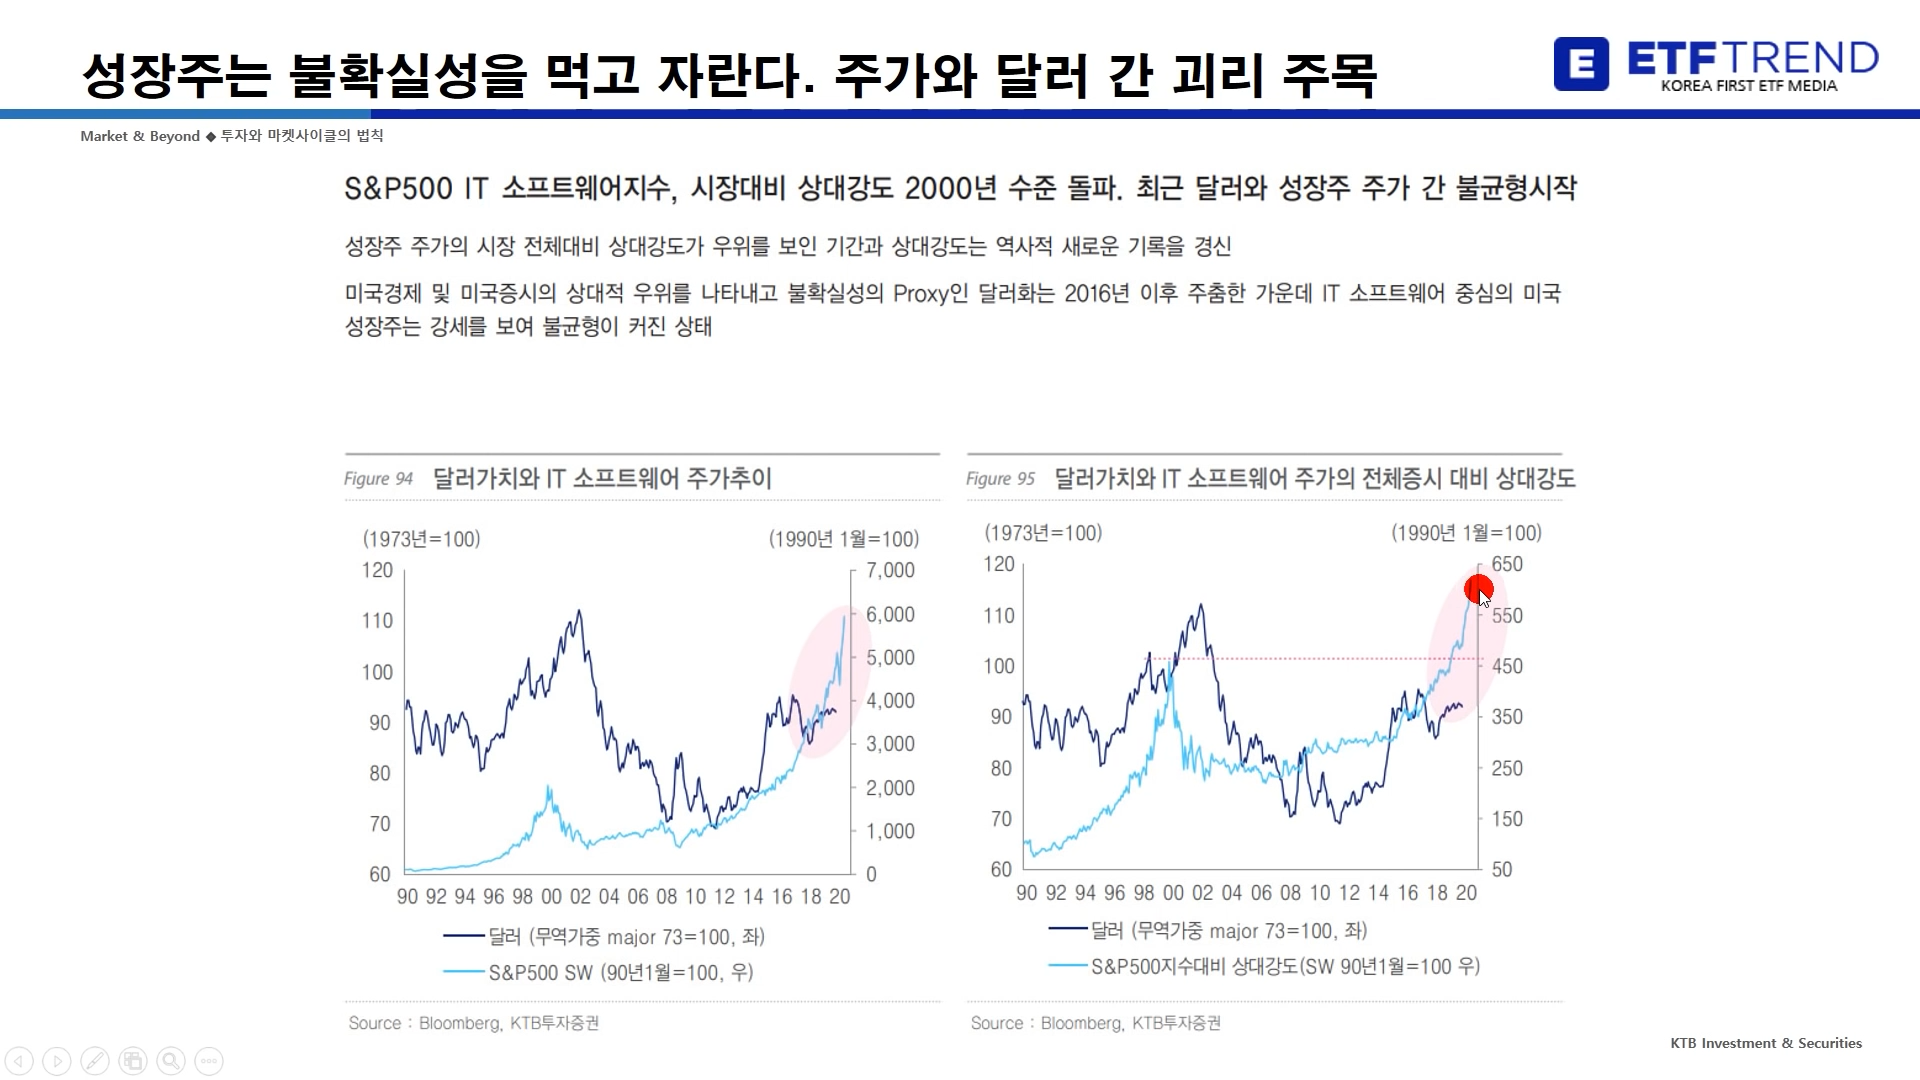 성장주는 불확실성을 먹고 자란다. 주가와 달러 간 괴리 주목
E ETFTREND
KOREA FIRST ETF MEDIA
Market & Beyond ◆ 투자와 마켓사이클의 법칙
S&P500 IT 소프트웨어지수, 시장대비 상대강도 2000년 수준 돌파. 최근 달러와 성장주 주가 간 불균형시작
성장주 주가의 시장 전체대비 상대강도가 우위를 보인 기간과 상대강도는 역사적 새로운 기록을 경신
미국경제 및 미국증시의 상대적 우위를 나타내고 불확실성의 Proxy인 달러화는 2016년 이후 주춤한 가운데 IT 소프트웨어 중심의 미국
성장주는 강세를 보여 불균형이 커진 상태
Figure 94 달러가치와 IT 소프트웨어 주가추이
(1973년=100) (1990년 1월=100)
120 7,000
110 6,000
100 5,000
90 4,000
80 3,000
70 2,000
60 1,000
0
90 92 94 96 98 00 02 04 06 08 10 12 14 16 18 20
달러 (무역가중 major 73=100, 좌)
S&P500 SW (90년1월=100, 우)
Source : Bloomberg, KTB투자증권
Figure 95 달러가치와 IT 소프트웨어 주가의 전체증시 대비 상대강도
(1973년=100) (1990년 1월=100)
120 650
110 550
100 450
90 350
80 250
70 150
60 50
90 92 94 96 98 00 02 04 06 08 10 12 14 16 18 20
달러 (무역가중 major 73=100, 좌)
S&P500지수대비 상대강도(SW 90년1월=100 우)
Source : Bloomberg, KTB투자증권
KTB Investment & Securities